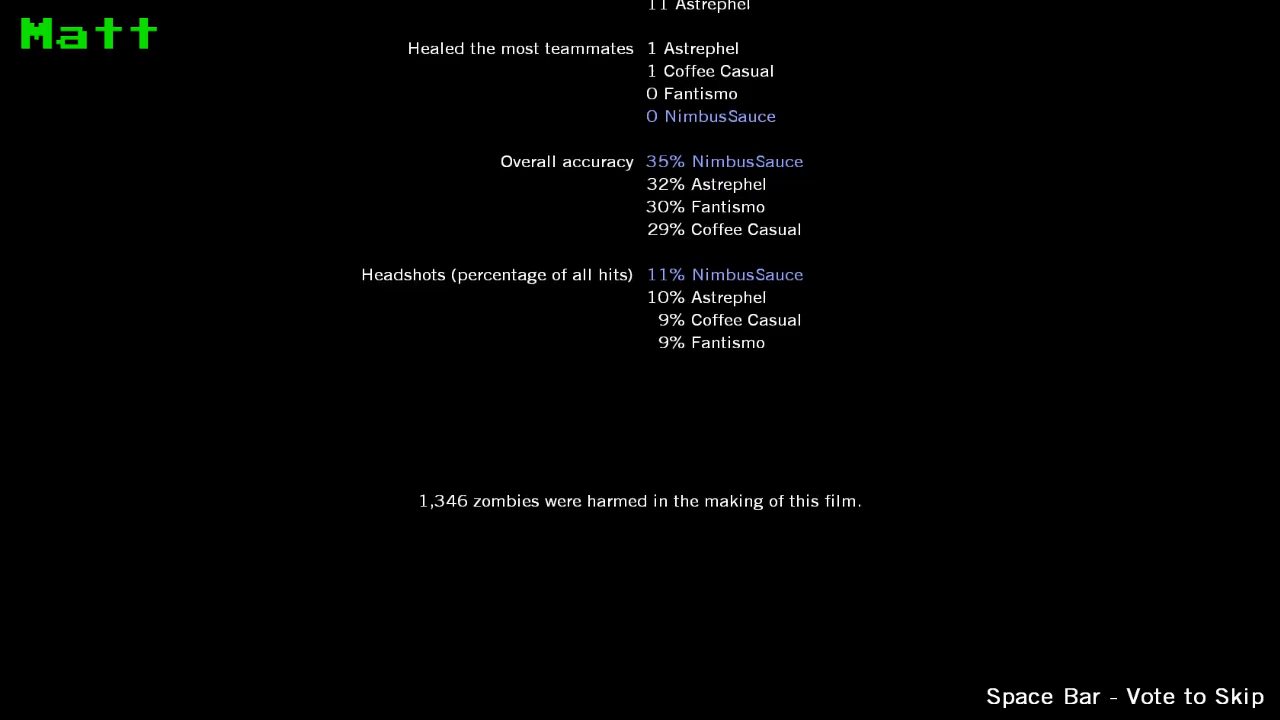 Matt
11 Astrephel
Healed the most teammates 1 Astrephel
1 Coffee Casual
0 Fantismo
0 NimbusSauce
Overall accuracy 35% NimbusSauce
32% Astrephel
30% Fantismo
29% Coffee Casual
Headshots (percentage of all hits) 11% NimbusSauce
10% Astrephel
9% Coffee Casual
9% Fantismo
1,346 zombies were harmed in the making of this film.
Space Bar - Vote to Skip